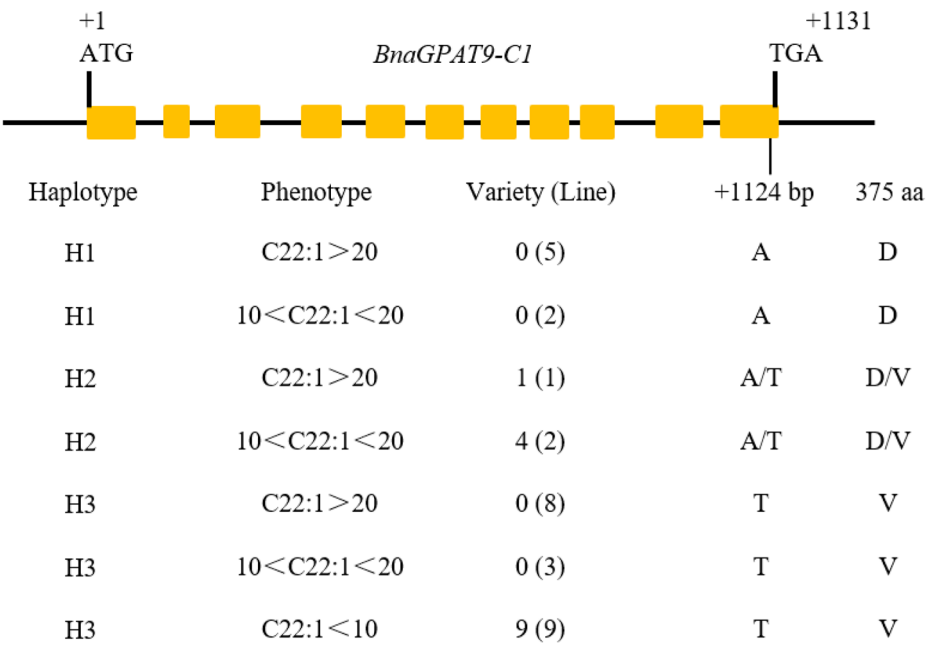 +1 +1131
ATG BnaGPAT9-C1 TGA
Haplotype Phenotype Variety (Line) +1124 bp 375 aa
H1 C22:1＞20 0 (5) A D
H1 10＜C22:1＜20 0 (2) A D
H2 C22:1＞20 1 (1) A/T D/V
H2 10＜C22:1＜20 4 (2) A/T D/V
H3 C22:1＞20 0 (8) T V
H3 10＜C22:1＜20 0 (3) T V
H3 C22:1＜10 9 (9) T V